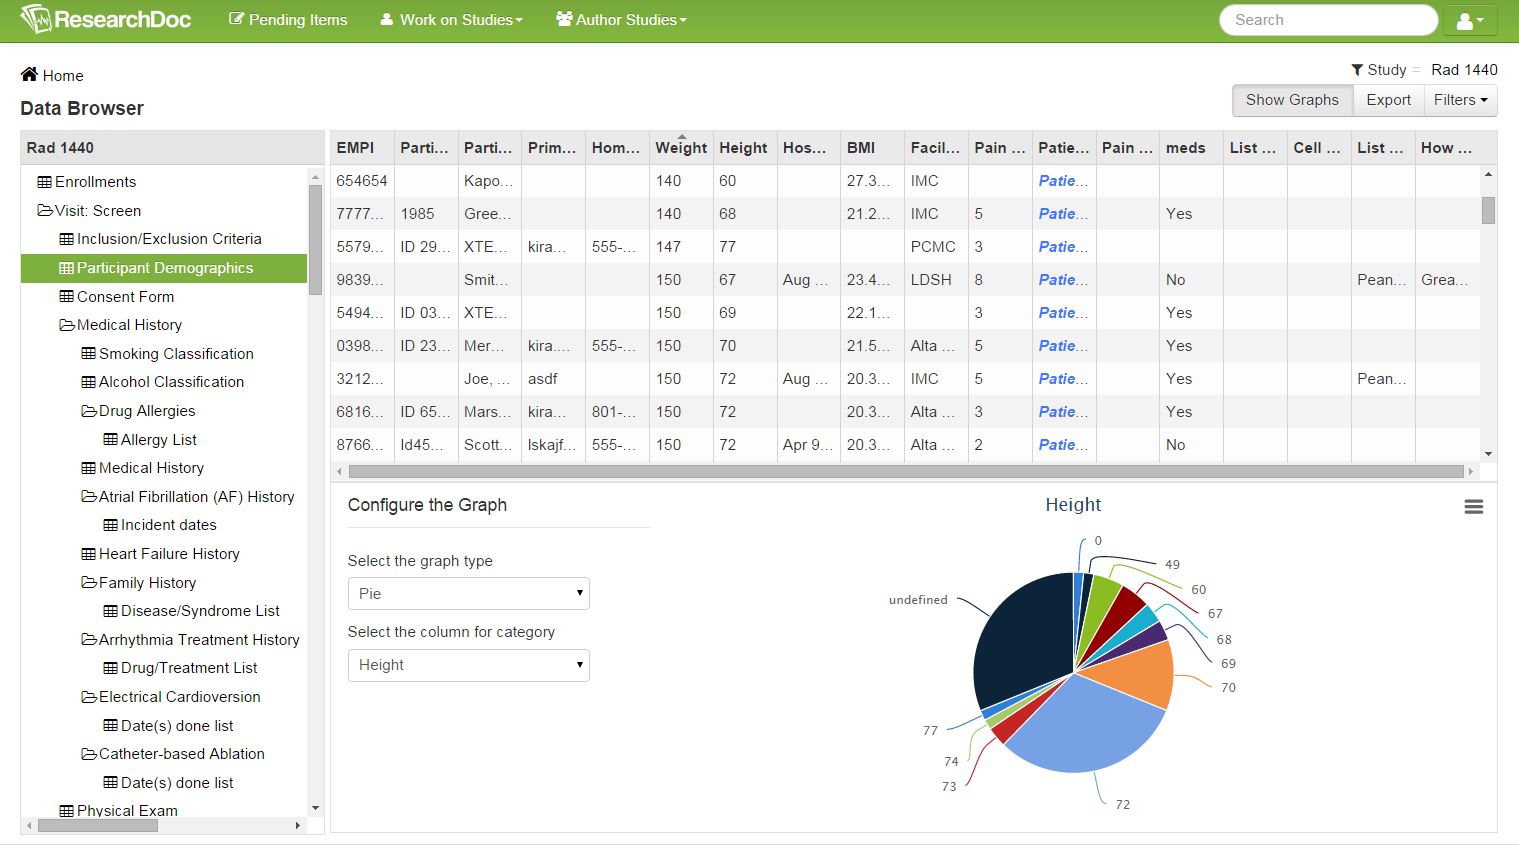 ResearchDoc Pending Items Work on Studies Author Studies Search
Home Study = Rad 1440
Data Browser Show Graphs Export Filters
Rad 1440
Enrollments
Visit: Screen
Inclusion/Exclusion Criteria
Participant Demographics
Consent Form
Medical History
Smoking Classification
Alcohol Classification
Drug Allergies
Allergy List
Medical History
Atrial Fibrillation (AF) History
Incident dates
Heart Failure History
Family History
Disease/Syndrome List
Arrhythmia Treatment History
Drug/Treatment List
Electrical Cardioversion
Date(s) done list
Catheter-based Ablation
Date(s) done list
Physical Exam
EMPI Parti... Parti... Prim... Hom... Weight Height Hos... BMI Facil... Pain ... Patie... Pain ... meds List ... Cell ... List ... How ...
654654 Kapo... 140 60 27.3... IMC Patie...
7777... 1985 Gree... 140 68 21.2... IMC 5 Patie... Yes
5579... ID 29... XTE... kira... 555-... 147 77 PCMC 3 Patie...
9839... Smit... 150 67 Aug ... 23.4... LDSH 8 Patie... No Pean... Grea...
5494... ID 03... XTE... 150 69 22.1... 3 Patie... Yes
0398... ID 23... Mer... kira.... 555-... 150 70 21.5... Alta ... 5 Patie... Yes
3212... Joe, ... asdf 150 72 Aug ... 20.3... IMC 5 Patie... Yes Pean...
6816... ID 65... Mars... kira... 801-... 150 72 20.3... Alta ... 3 Patie... Yes
8766... Id45... Scott... lskajf... 555-... 150 72 Apr 9... 20.3... Alta ... 2 Patie... No
Configure the Graph
Select the graph type
Pie
Select the column for category
Height
Height
0
49
60
67
68
69
70
72
73
74
77
undefined